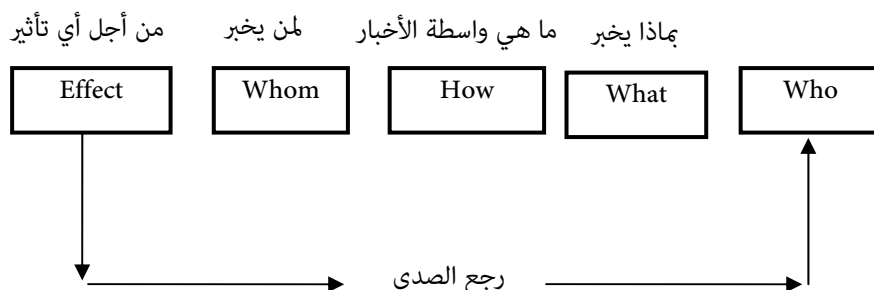 بماذا يخبر ما هي واسطة الأخبار لمن يخبر من أجل أي تأثير
Who What How Whom Effect
رجع الصدى